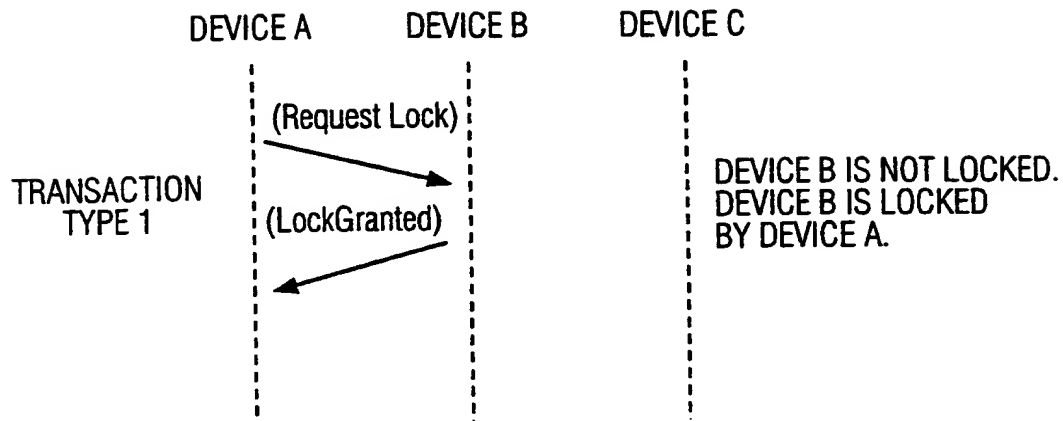 DEVICE A DEVICE B DEVICE C
(Request Lock)
TRANSACTION
TYPE 1
(LockGranted)
DEVICE B IS NOT LOCKED.
DEVICE B IS LOCKED
BY DEVICE A.